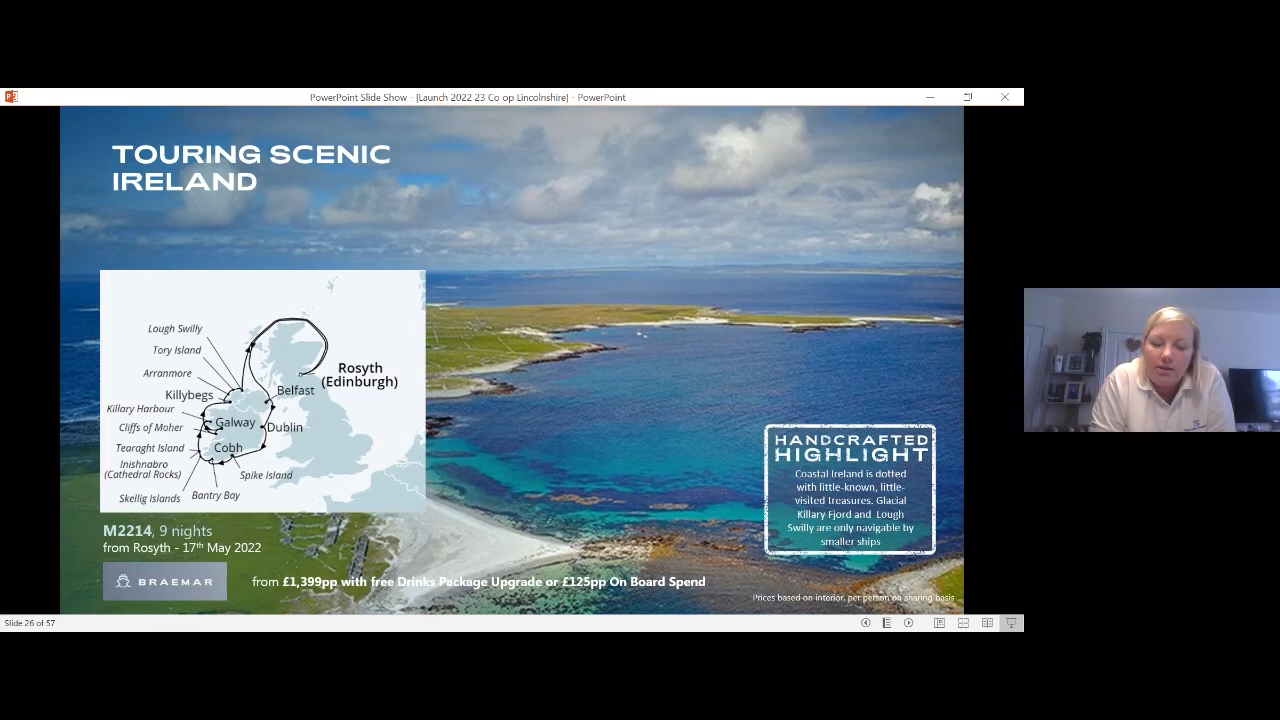 PowerPoint Slide Show - [Launch 2022 23 Co op Lincolnshire] - PowerPoint
TOURING SCENIC
IRELAND
Lough Swilly
Tory Island
Arranmore
Killybegs
Killary Harbour
Cliffs of Moher
Tearaght Island
Inishnabro
(Cathedral Rocks)
Skellig Islands
Bantry Bay
Spike Island
Cobh
Galway
Dublin
Belfast
Rosyth
(Edinburgh)
HANDCRAFTED
HIGHLIGHT
Coastal Ireland is dotted
with little-known, little-
visited treasures. Glacial
Killary Fjord and Lough
Swilly are only navigable by
smaller ships
M2214, 9 nights
from Rosyth - 17th May 2022
BRAEMAR
from £1,399pp with free Drinks Package Upgrade or £125pp On Board Spend
Prices based on interior, per person on sharing basis
Slide 26 of 57